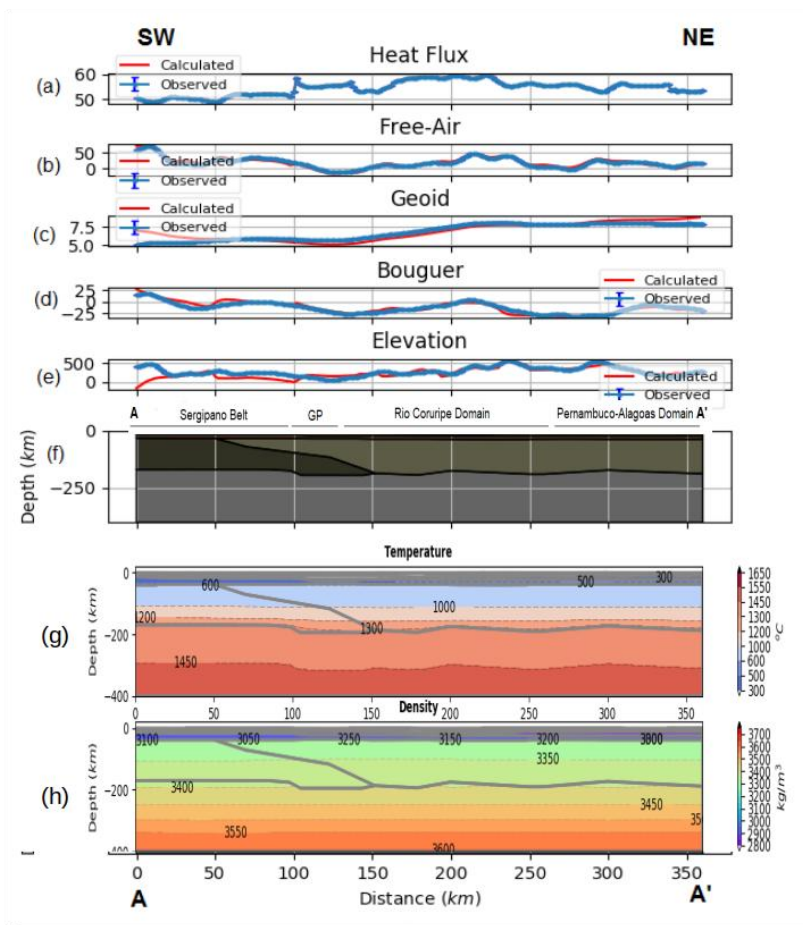 SW NE
Heat Flux
(a) 60
50
Calculated
Observed
Free-Air
(b) 50
0
Calculated
Observed
Geoid
(c) 7.5
5.0
Calculated
Observed
Bouguer
(d) 25
0
−25
Calculated
Observed
Elevation
(e) 500
0
Calculated
Observed
A Sergipano Belt GP Rio Coruripe Domain Pernambuco-Alagoas Domain A'
(f) Depth (km)
0
−250
Temperature
(g) Depth (km)
0
−200
−400
600 500 300
1000
1200 1300
1450
1650
1550
1450
1300
1200
1000
600
500
300
°C
0 50 100 150 200 250 300 350
Density
(h) Depth (km)
0
−200
−400
3100 3050 3250 3150 3200 3800
3350
3400
3450
35
3550
3600
3700
3600
3500
3400
3300
3200
3100
3000
2900
2800
kg/m³
0 50 100 150 200 250 300 350
Distance (km)
A A'